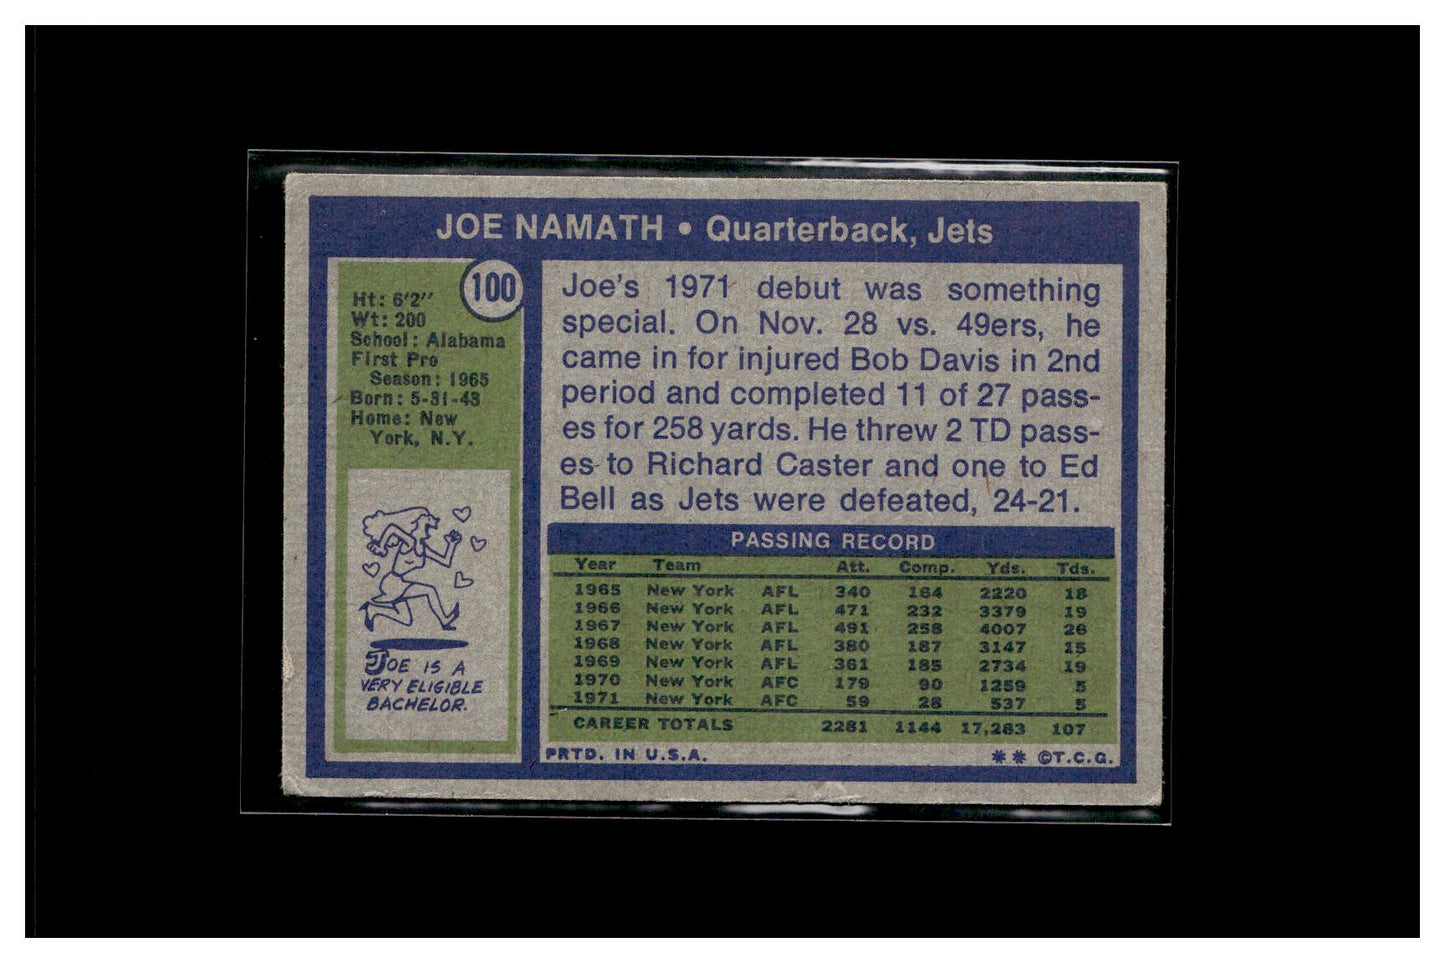 JOE NAMATH • Quarterback, Jets
100
Ht: 6'2''
Wt: 200
School: Alabama
First Pro
Season: 1965
Born: 5-31-43
Home: New
York, N.Y.
JOE IS A
VERY ELIGIBLE
BACHELOR.
Joe's 1971 debut was something
special. On Nov. 28 vs. 49ers, he
came in for injured Bob Davis in 2nd
period and completed 11 of 27 pass-
es for 258 yards. He threw 2 TD pass-
es to Richard Caster and one to Ed
Bell as Jets were defeated, 24-21.
PASSING RECORD
Year Team Att. Comp. Yds. Tds.
1965 New York AFL 340 164 2220 18
1966 New York AFL 471 232 3379 19
1967 New York AFL 491 258 4007 26
1968 New York AFL 380 187 3147 15
1969 New York AFL 361 185 2734 19
1970 New York AFC 179 90 1259 5
1971 New York AFC 59 28 537 5
CAREER TOTALS 2281 1144 17,283 107
PRTD. IN U.S.A. ** ©T.C.G.